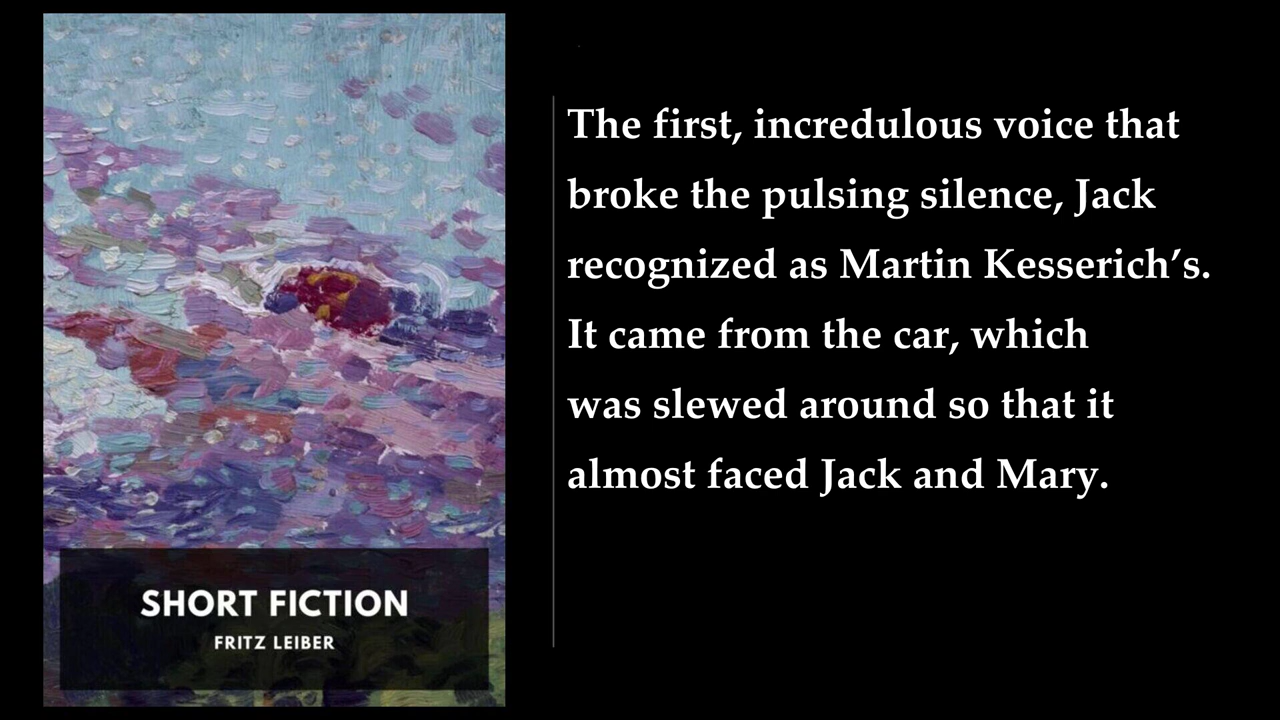 The first, incredulous voice that
broke the pulsing silence, Jack
recognized as Martin Kesserich’s.
It came from the car, which
was slewed around so that it
almost faced Jack and Mary.
SHORT FICTION
FRITZ LEIBER